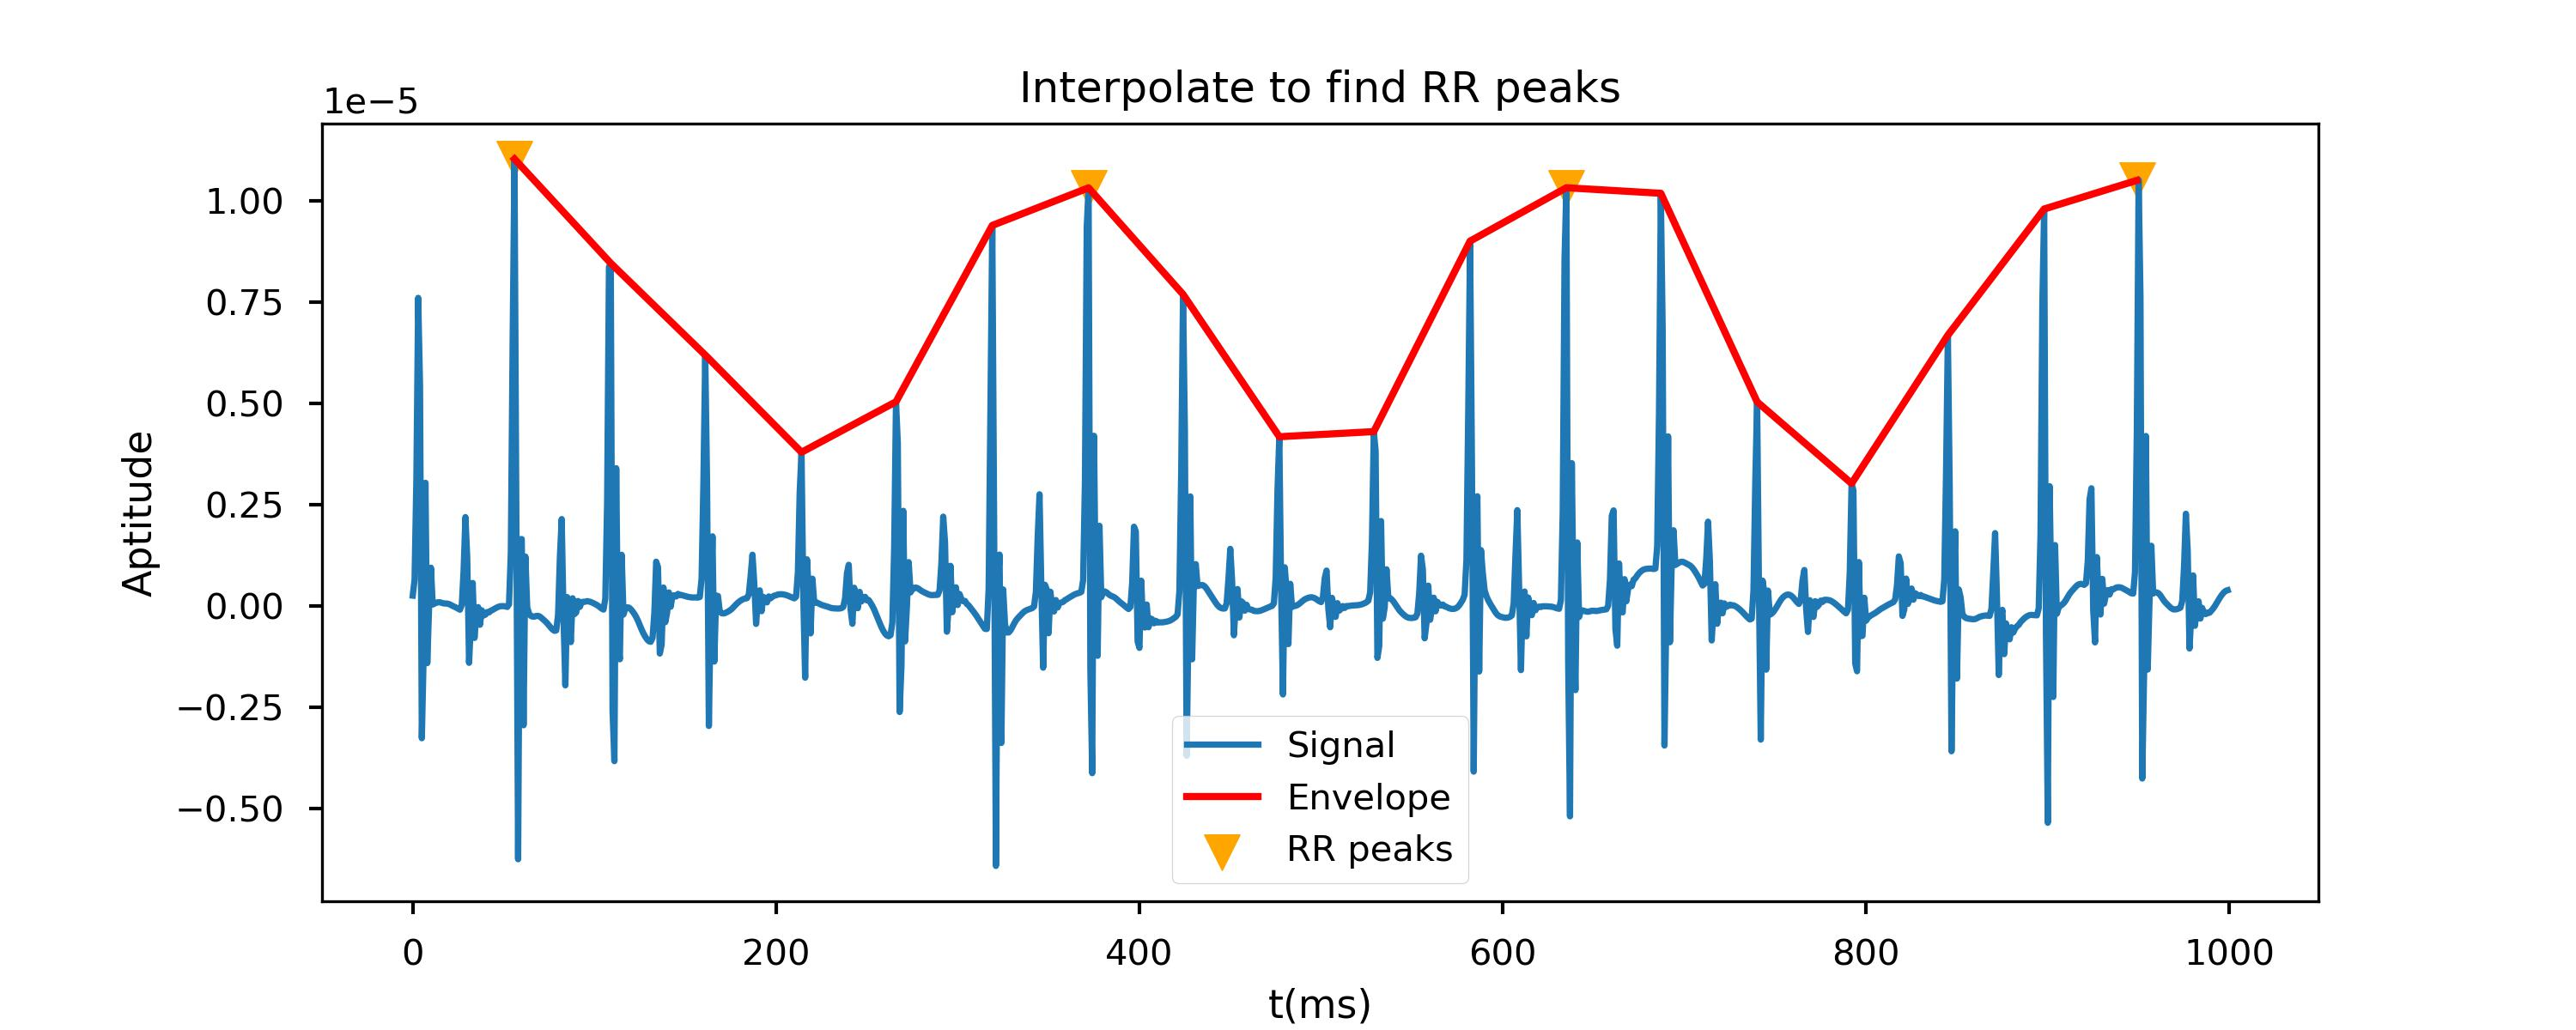 Interpolate to find RR peaks
1e−5
1.00
0.75
0.50
0.25
0.00
−0.25
−0.50
Aptitude
Signal
Envelope
RR peaks
0 200 400 600 800 1000
t(ms)